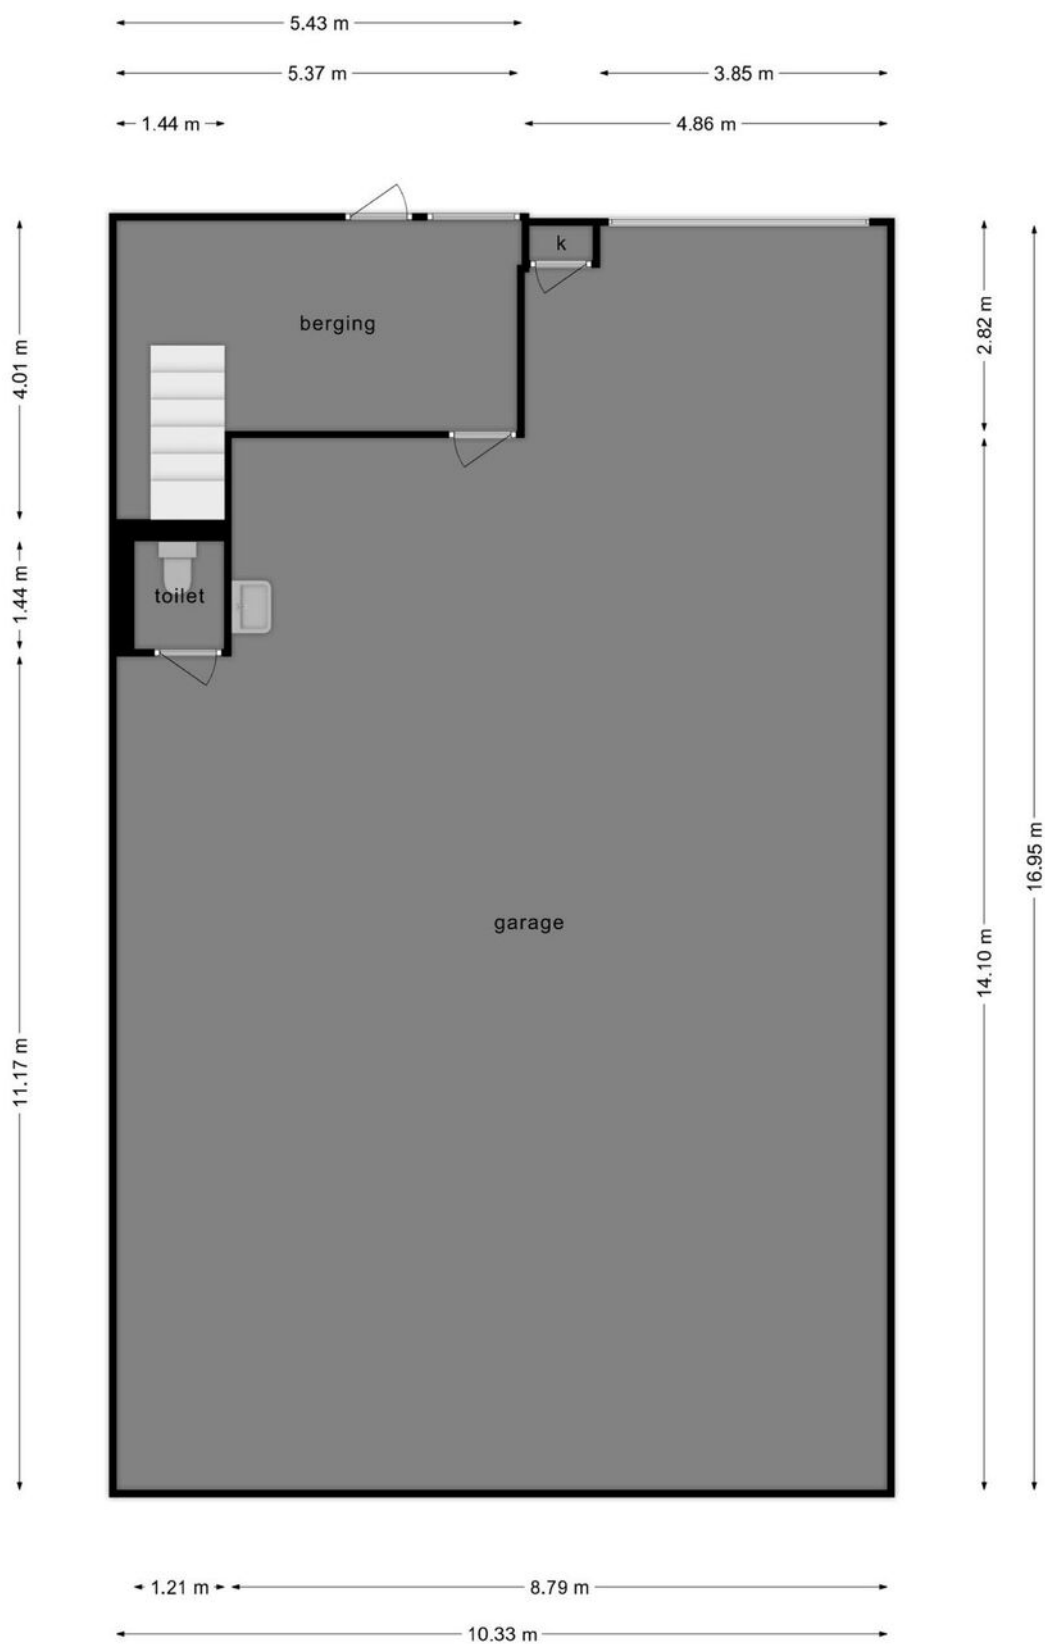 5.43 m
5.37 m
3.85 m
1.44 m
4.86 m
k
berging
4.01 m
2.82 m
1.44 m
toilet
garage
16.95 m
14.10 m
11.17 m
1.21 m
8.79 m
10.33 m